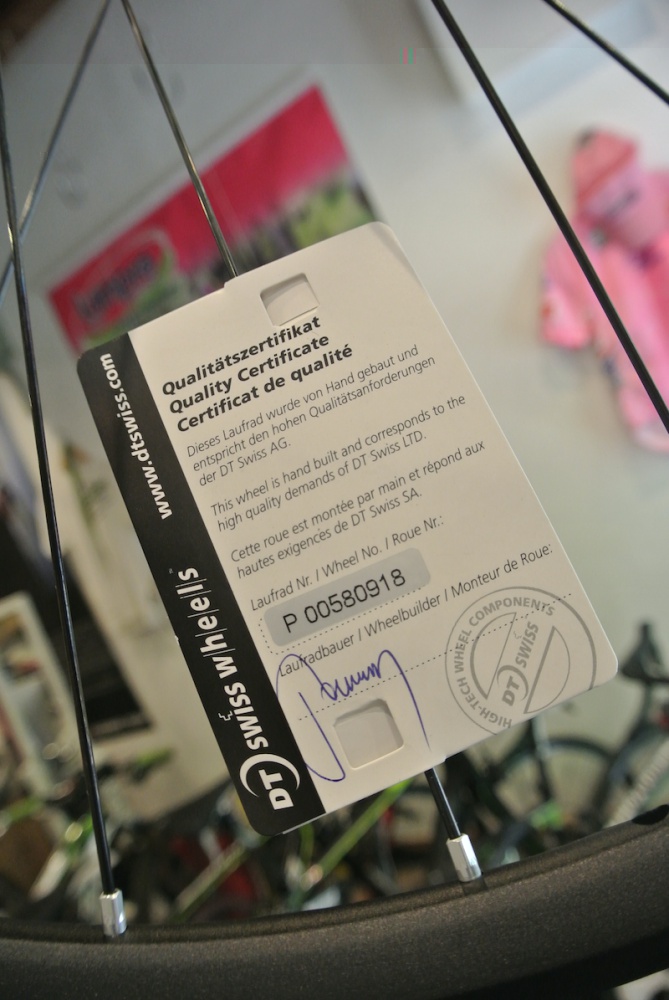 Qualitätszertifikat
Quality Certificate
Certificat de qualité
Dieses Laufrad wurde von Hand gebaut und
entspricht den hohen Qualitätsanforderungen
der DT Swiss AG.
This wheel is hand built and corresponds to the
high quality demands of DT Swiss LTD.
Cette roue est montée par main et répond aux
hautes exigences de DT Swiss SA.
Laufrad Nr. / Wheel No. / Roue Nr.:
P 00580918
Laufradbauer / Wheelbuilder / Monteur de Roue:
HIGH-TECH WHEEL COMPONENTS
DT SWISS
www.dtswiss.com
DT swiss w|h|e|e|l|s